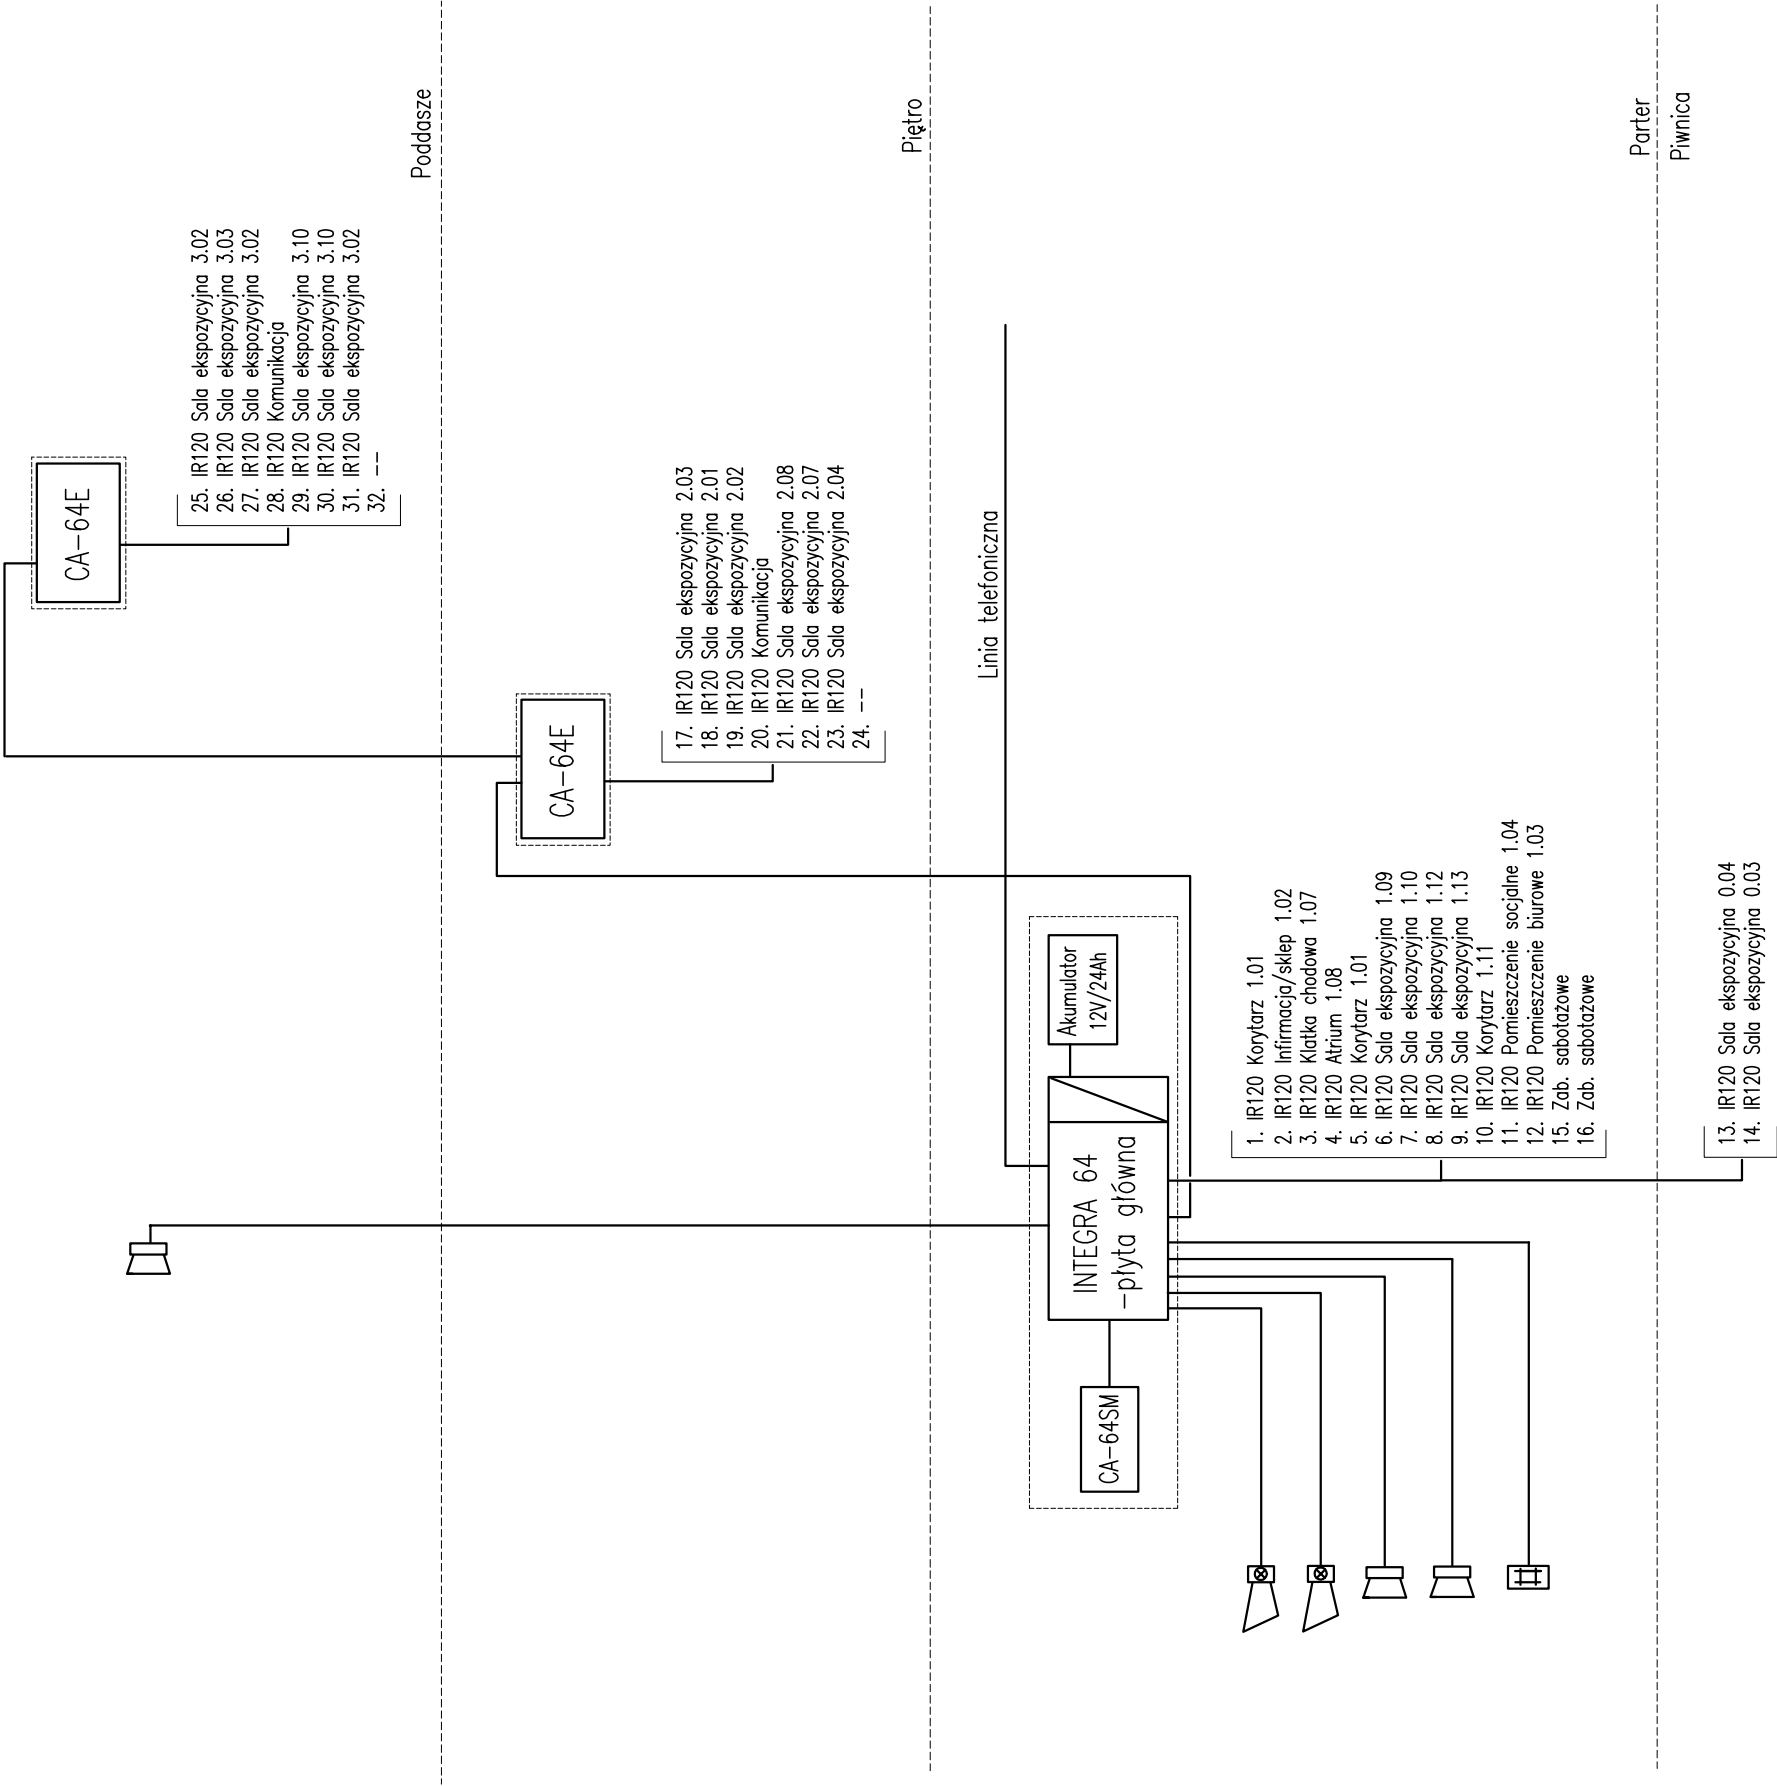 CA-64E
25. IR120 Sala ekspozycyjna 3.02
26. IR120 Sala ekspozycyjna 3.03
27. IR120 Sala ekspozycyjna 3.02
28. IR120 Komunikacja
29. IR120 Sala ekspozycyjna 3.10
30. IR120 Sala ekspozycyjna 3.10
31. IR120 Sala ekspozycyjna 3.02
32. --
Poddasze
CA-64E
17. IR120 Sala ekspozycyjna 2.03
18. IR120 Sala ekspozycyjna 2.01
19. IR120 Sala ekspozycyjna 2.02
20. IR120 Komunikacja
21. IR120 Sala ekspozycyjna 2.08
22. IR120 Sala ekspozycyjna 2.07
23. IR120 Sala ekspozycyjna 2.04
24. --
Piętro
Linia telefoniczna
CA-64SM
INTEGRA 64
-płyta główna
Akumulator
12V/24Ah
1. IR120 Korytarz 1.01
2. IR120 Infirmacja/sklep 1.02
3. IR120 Klatka chodowa 1.07
4. IR120 Atrium 1.08
5. IR120 Korytarz 1.01
6. IR120 Sala ekspozycyjna 1.09
7. IR120 Sala ekspozycyjna 1.10
8. IR120 Sala ekspozycyjna 1.12
9. IR120 Sala ekspozycyjna 1.13
10. IR120 Korytarz 1.11
11. IR120 Pomieszczenie socjalne 1.04
12. IR120 Pomieszczenie biurowe 1.03
15. Zab. sabotażowe
16. Zab. sabotażowe
Parter
Piwnica
13. IR120 Sala ekspozycyjna 0.04
14. IR120 Sala ekspozycyjna 0.03